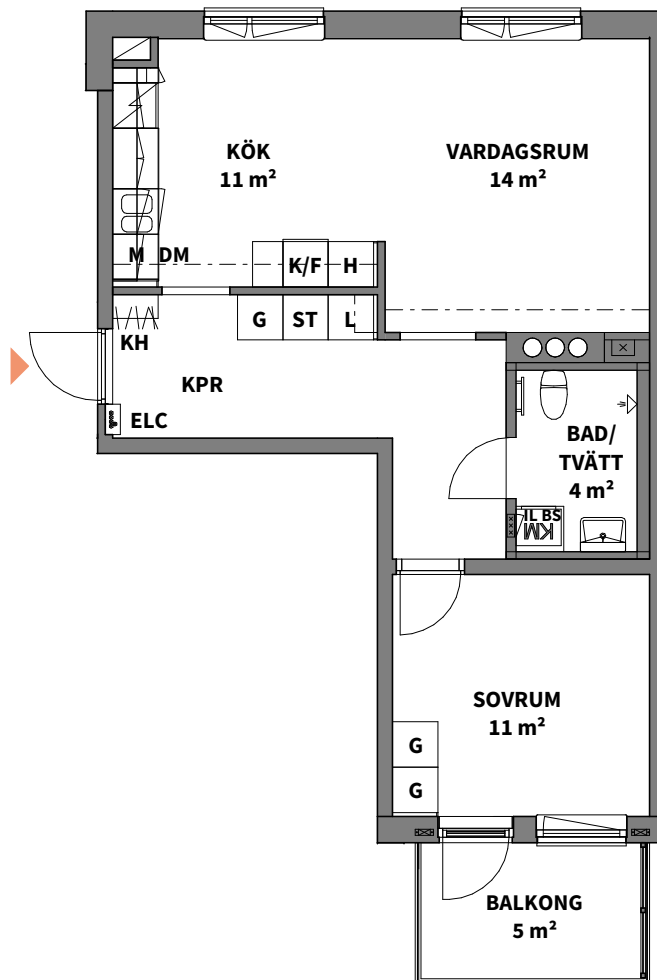 KÖK
11 m²
VARDAGSRUM
14 m²
M DM
K/F H
G ST L
KH
KPR
ELC
BAD/
TVÄTT
4 m²
IL BS
KM
SOVRUM
11 m²
G
G
BALKONG
5 m²